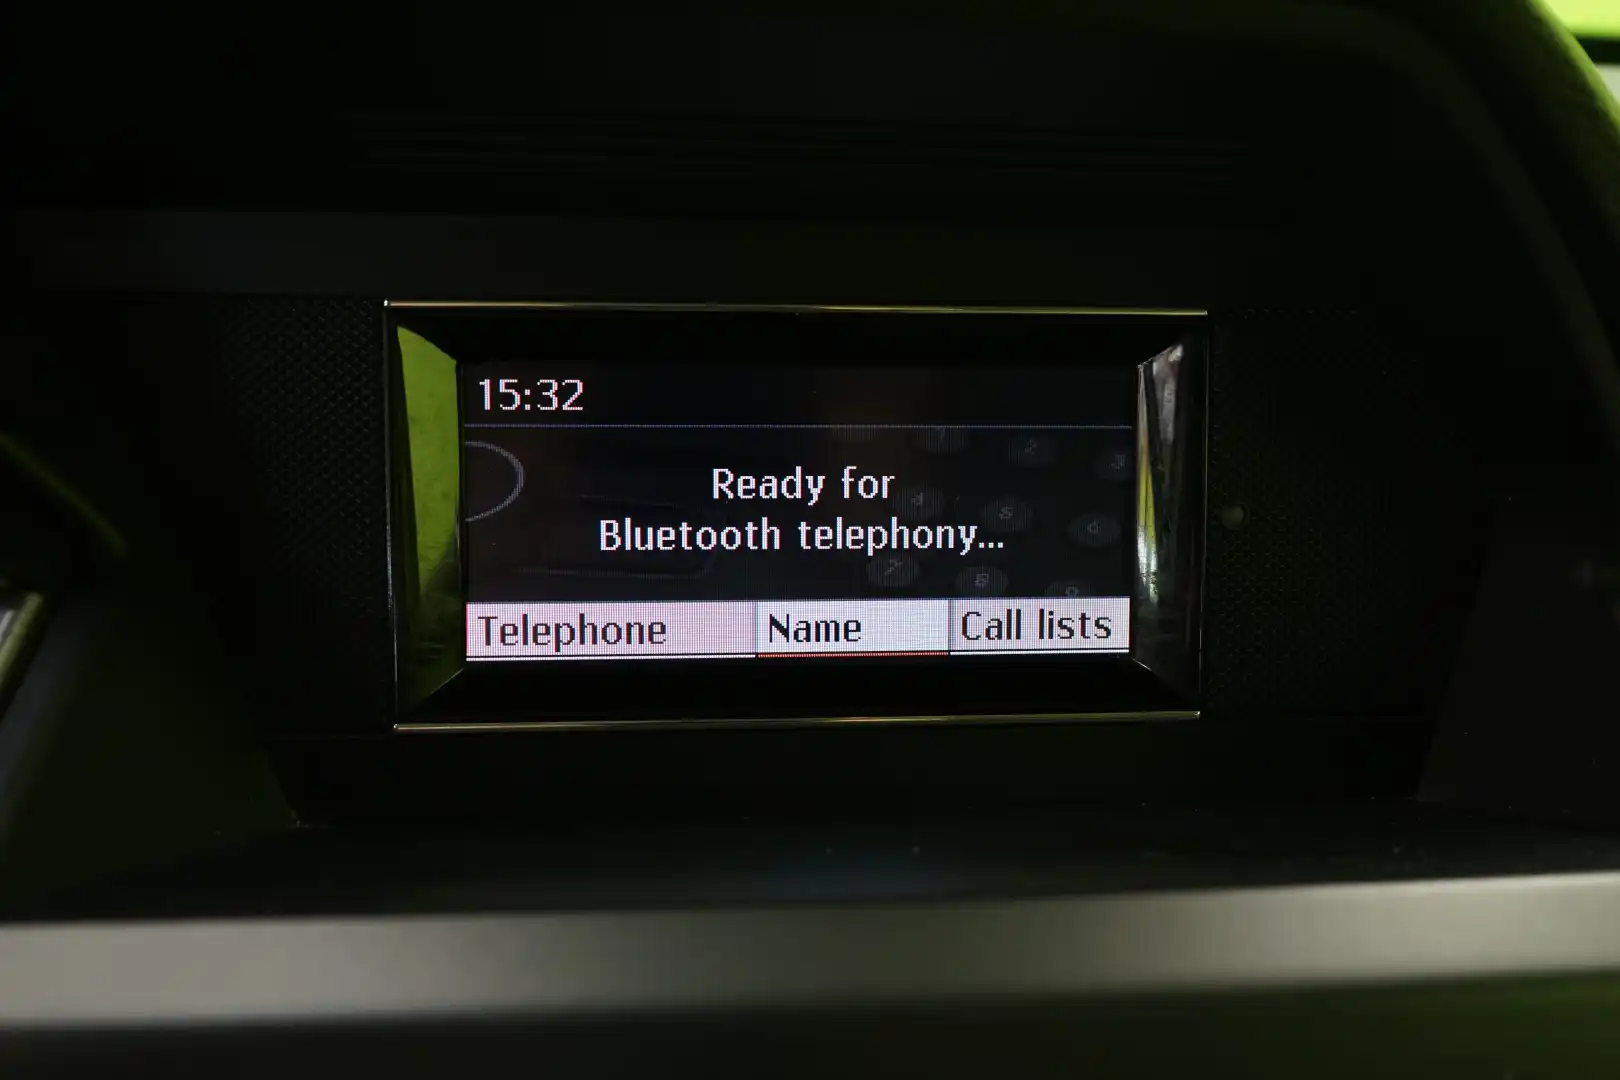 15:32
Ready for
Bluetooth telephony...
Telephone Name Call lists